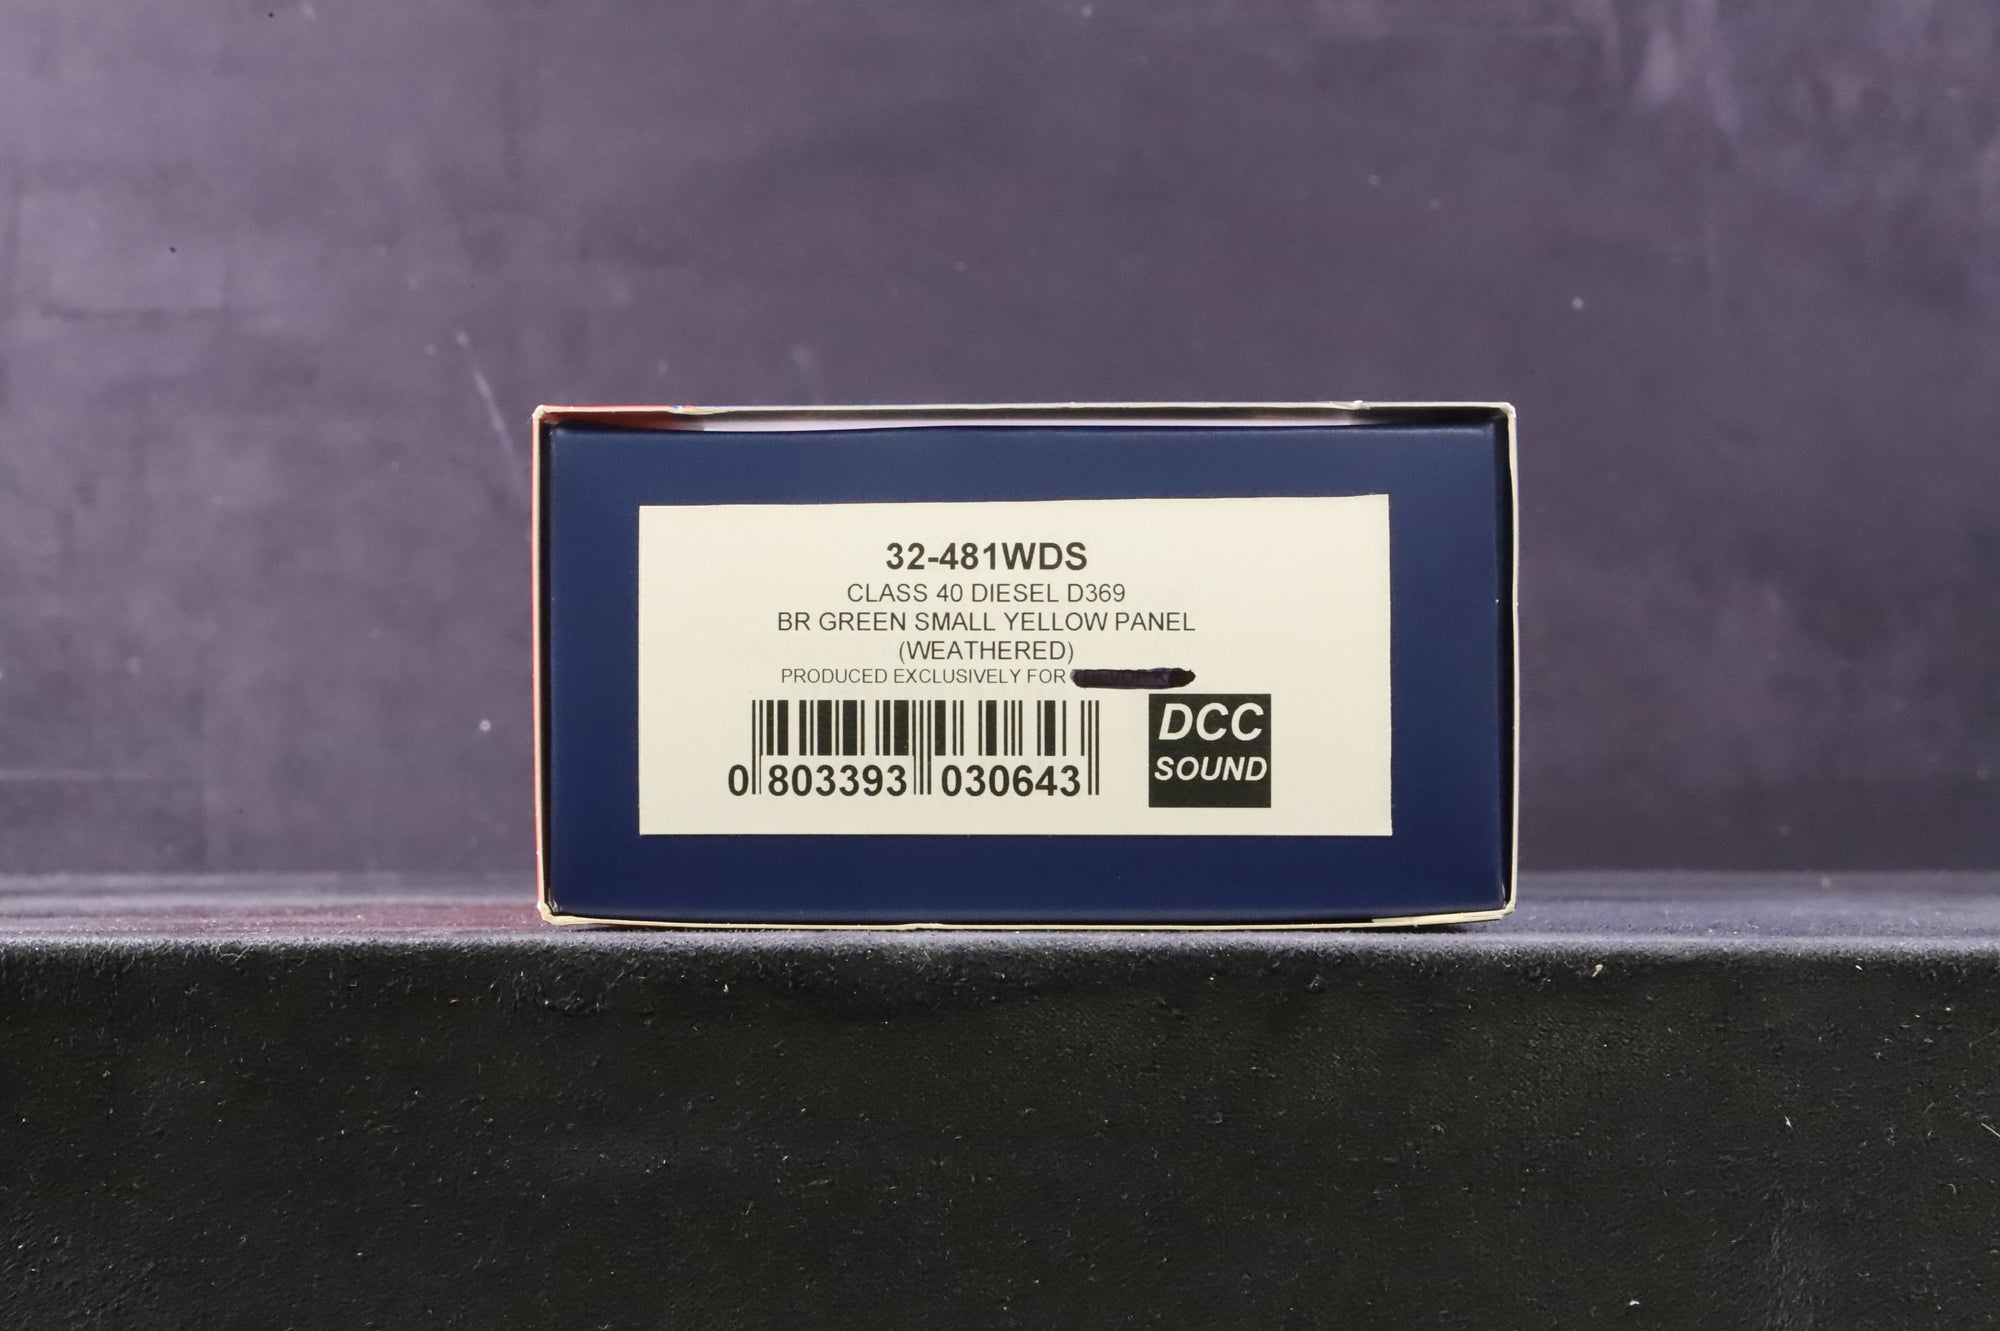 32-481WDS
CLASS 40 DIESEL D369
BR GREEN SMALL YELLOW PANEL
(WEATHERED)
PRODUCED EXCLUSIVELY FOR
0 803393 030643
DCC
SOUND